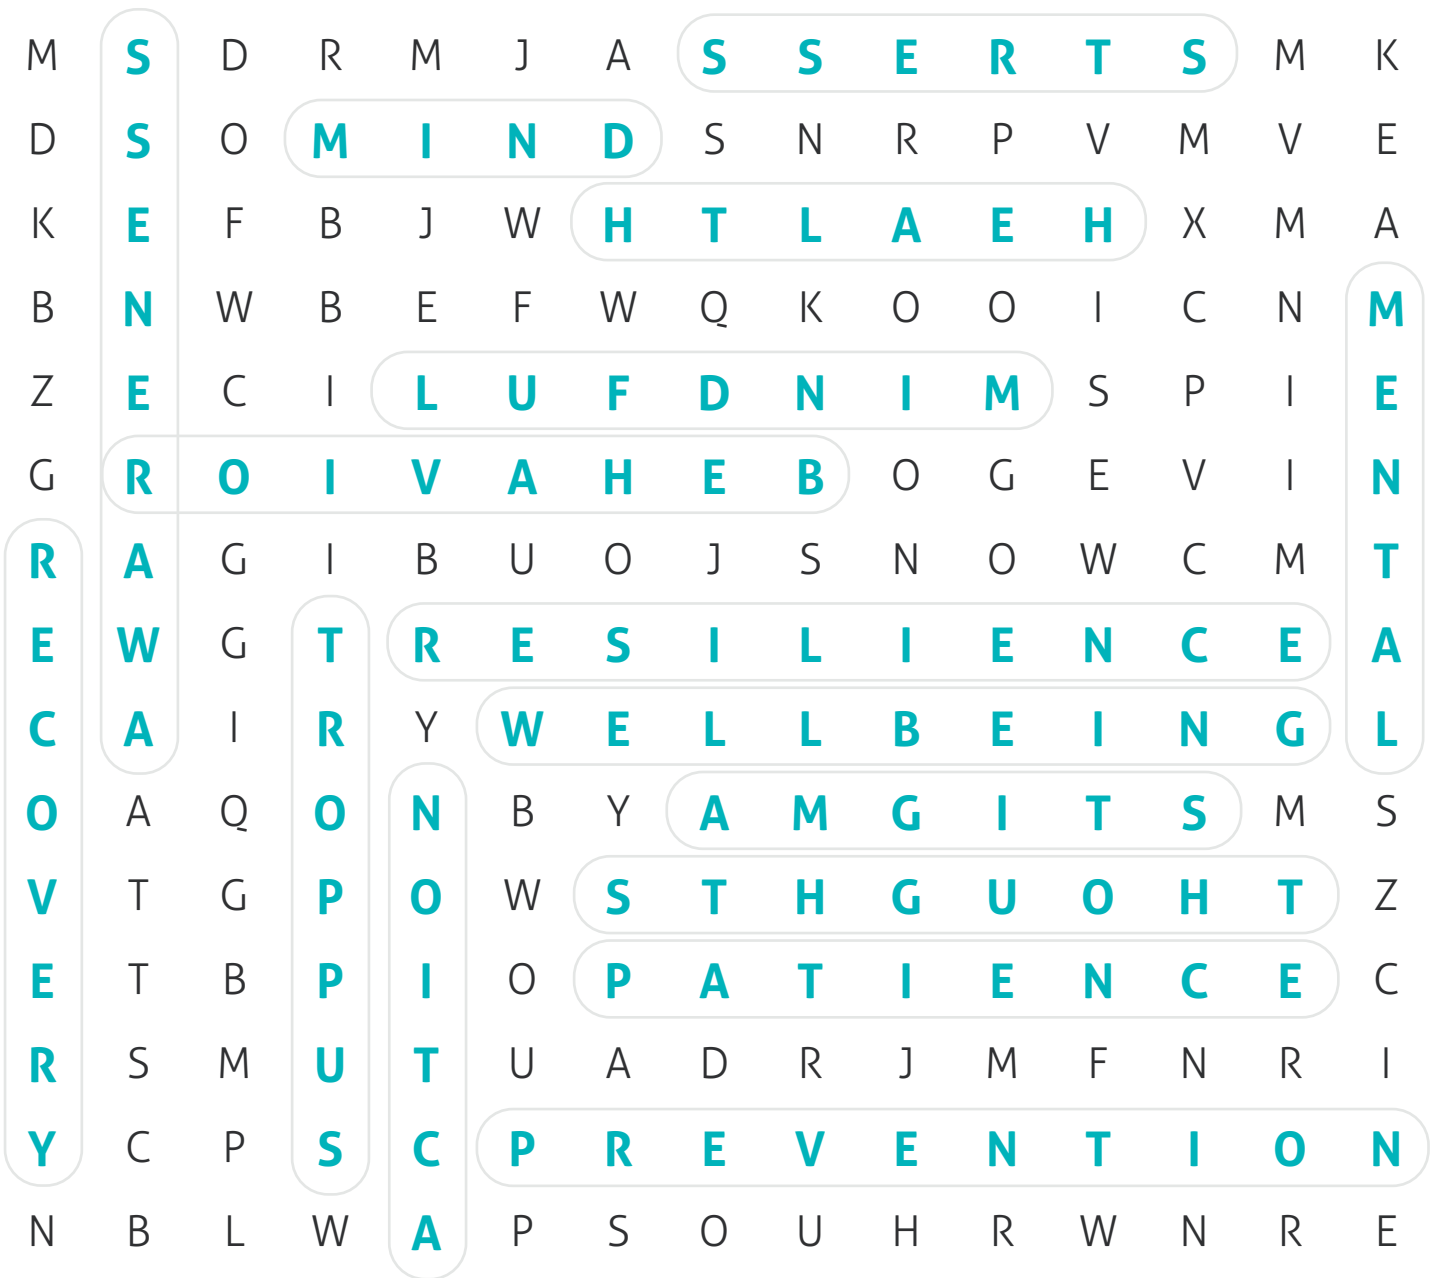 M S D R M J A S S E R T S M K
D S O M I N D S N R P V M V E
K E F B J W H T L A E H X M A
B N W B E F W Q K O O I C N M
Z E C I L U F D N I M S P I E
G R O I V A H E B O G E V I N
R A G I B U O J S N O W C M T
E W G T R E S I L I E N C E A
C A I R Y W E L L B E I N G L
O A Q O N B Y A M G I T S M S
V T G P O W S T H G U O H T Z
E T B P I O P A T I E N C E C
R S M U T U A D R J M F N R I
Y C P S C P R E V E N T I O N
N B L W A P S O U H R W N R E